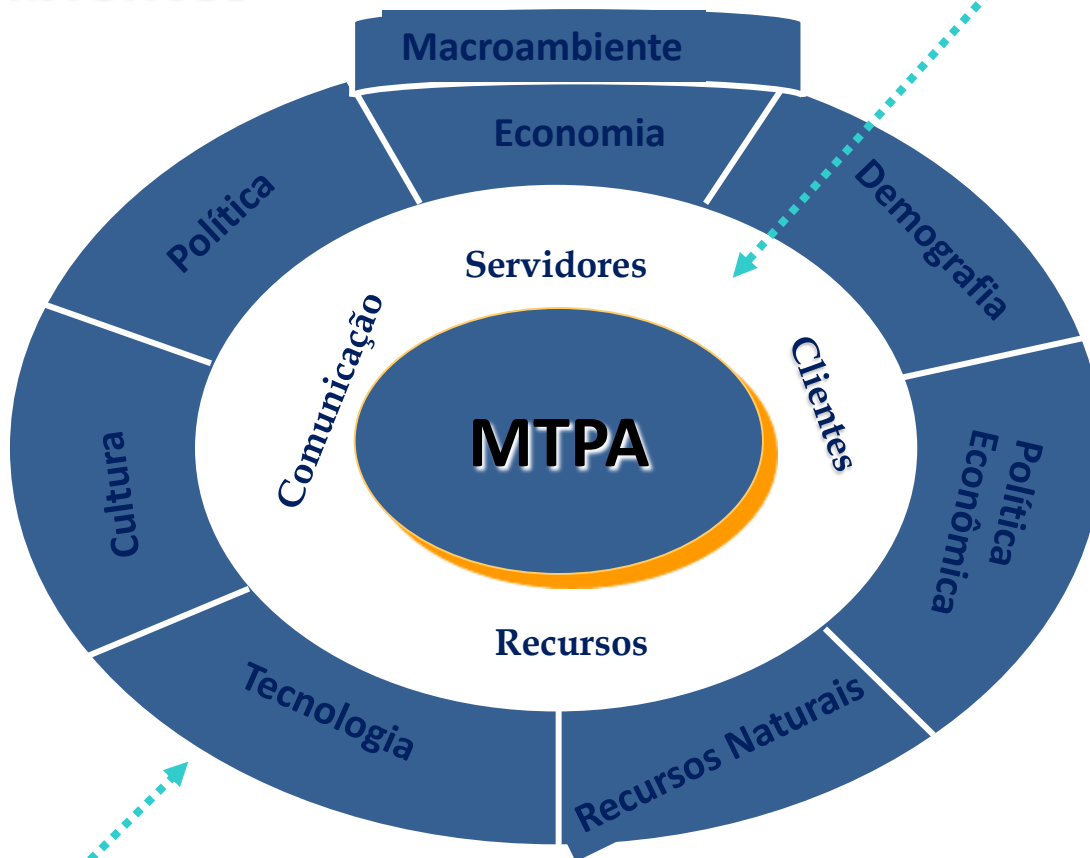 Macroambiente
Economia
Política
Demografia
Servidores
Comunicação
Clientes
MTPA
Cultura
Política
Econômica
Recursos
Tecnologia
Recursos Naturais